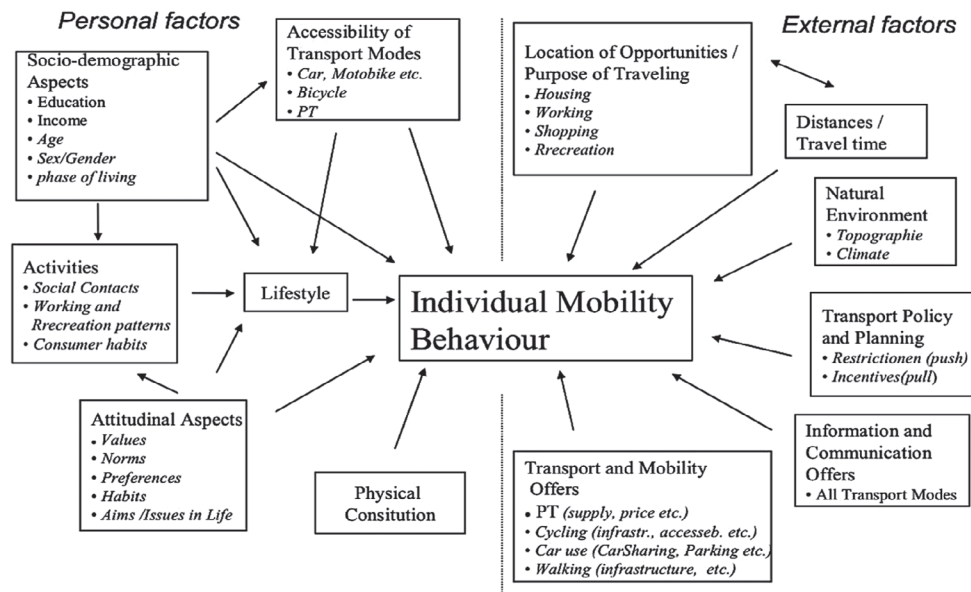 Personal factors
External factors
Socio-demographic
Aspects
• Education
• Income
• Age
• Sex/Gender
• phase of living
Accessibility of
Transport Modes
• Car, Motobike etc.
• Bicycle
• PT
Location of Opportunities /
Purpose of Traveling
• Housing
• Working
• Shopping
• Rrecreation
Distances /
Travel time
Natural
Environment
• Topographie
• Climate
Activities
• Social Contacts
• Working and
Rrecreation patterns
• Consumer habits
Lifestyle
Individual Mobility
Behaviour
Transport Policy
and Planning
• Restrictionen (push)
• Incentives(pull)
Attitudinal Aspects
• Values
• Norms
• Preferences
• Habits
• Aims /Issues in Life
Physical
Consitution
Transport and Mobility
Offers
• PT (supply, price etc.)
• Cycling (infrastr., accesseb. etc.)
• Car use (CarSharing, Parking etc.)
• Walking (infrastructure, etc.)
Information and
Communication
Offers
• All Transport Modes